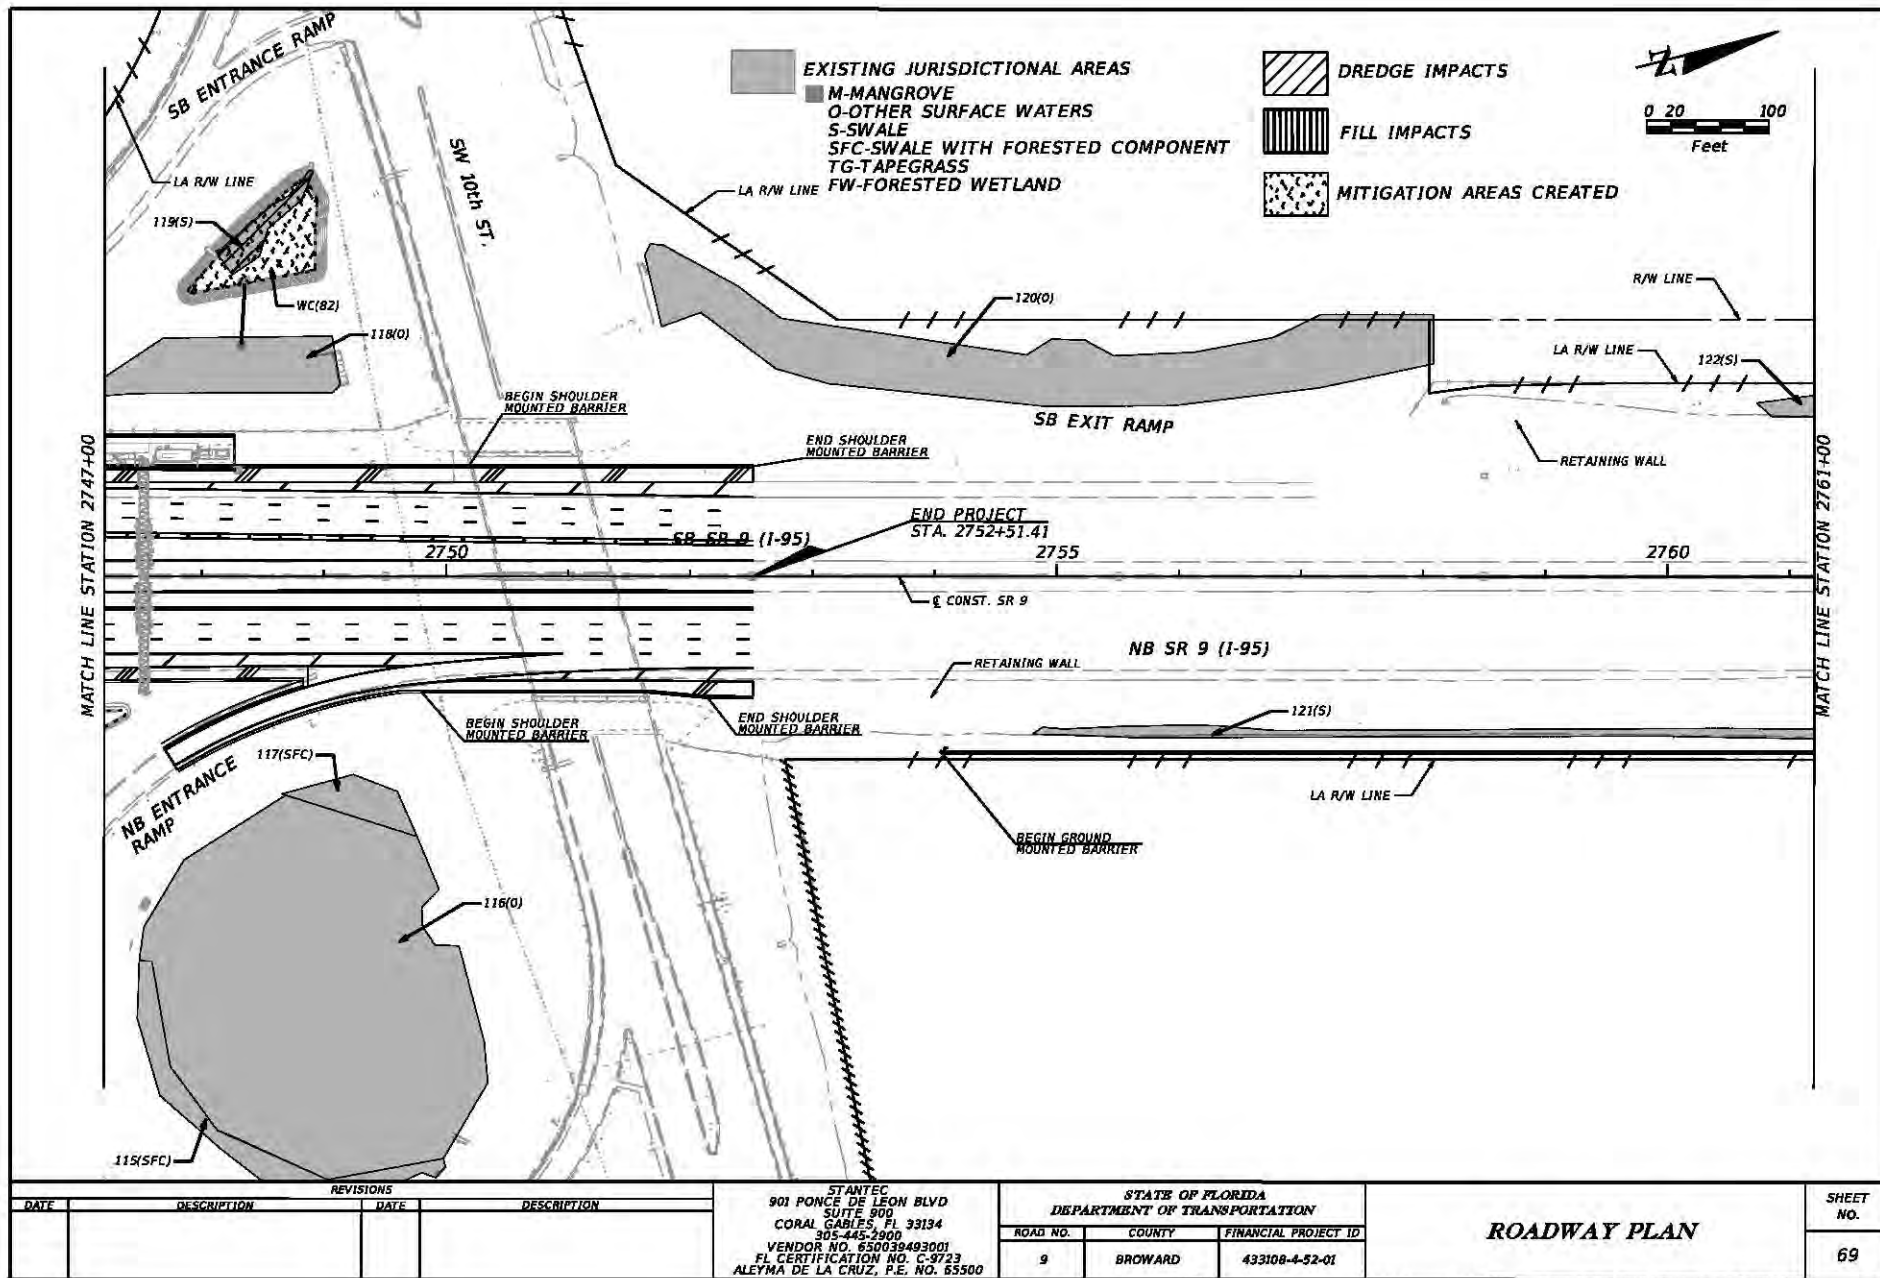 SB ENTRANCE RAMP
EXISTING JURISDICTIONAL AREAS
M-MANGROVE
O-OTHER SURFACE WATERS
S-SWALE
SFC-SWALE WITH FORESTED COMPONENT
TG-TAPEGRASS
FW-FORESTED WETLAND
DREDGE IMPACTS
FILL IMPACTS
MITIGATION AREAS CREATED
N
0 20 100
Feet
LA R/W LINE
SW 10th ST.
LA R/W LINE
119(S)
WC(82)
118(O)
120(O)
R/W LINE
LA R/W LINE
122(S)
BEGIN SHOULDER
MOUNTED BARRIER
SB EXIT RAMP
END SHOULDER
MOUNTED BARRIER
RETAINING WALL
MATCH LINE STATION 2747+00
MATCH LINE STATION 2761+00
END PROJECT
STA. 2752+51.41
SB SR 9 (I-95)
2750
2755
2760
℄ CONST. SR 9
NB SR 9 (I-95)
RETAINING WALL
BEGIN SHOULDER
MOUNTED BARRIER
END SHOULDER
MOUNTED BARRIER
121(S)
117(SFC)
NB ENTRANCE
RAMP
LA R/W LINE
BEGIN GROUND
MOUNTED BARRIER
116(O)
115(SFC)
REVISIONS
DATE DESCRIPTION DATE DESCRIPTION
STANTEC
901 PONCE DE LEON BLVD
SUITE 900
CORAL GABLES, FL 33134
305-445-2900
VENDOR NO. 650039493001
FL CERTIFICATION NO. C-9723
ALEYMA DE LA CRUZ, P.E. NO. 65500
STATE OF FLORIDA
DEPARTMENT OF TRANSPORTATION
ROAD NO. COUNTY FINANCIAL PROJECT ID
9 BROWARD 433108-4-52-01
ROADWAY PLAN
SHEET
NO.
69